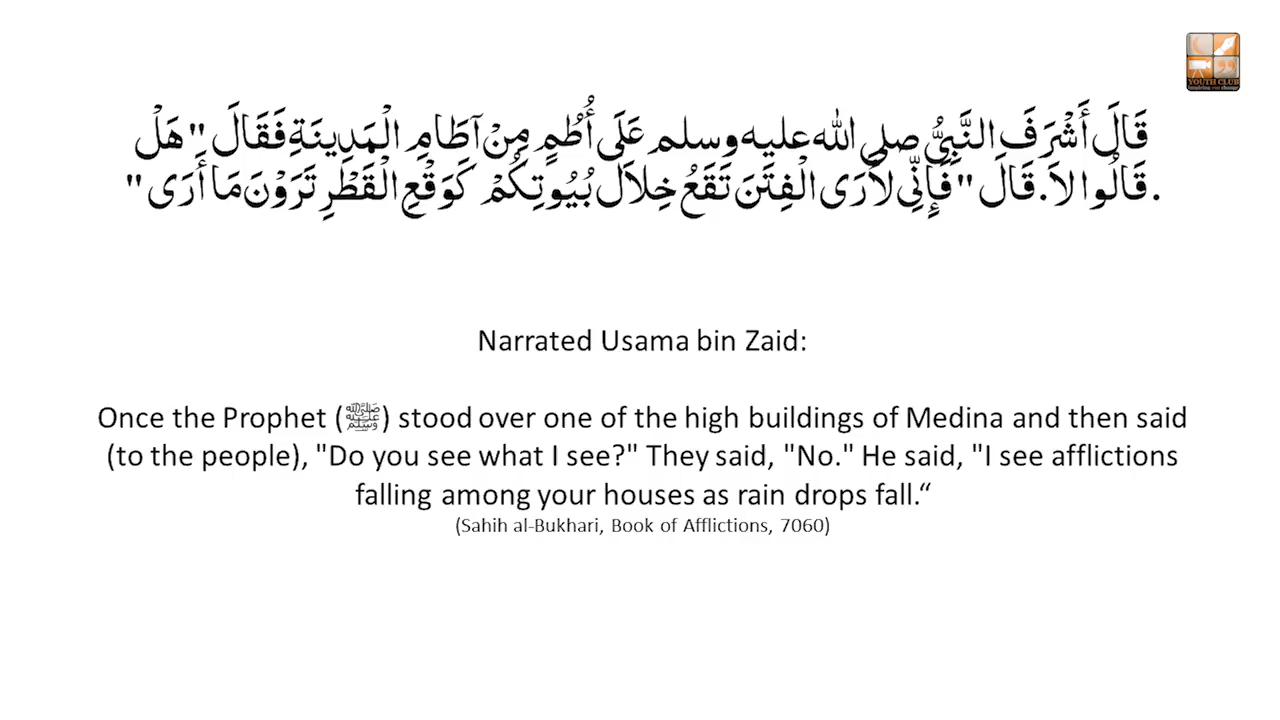 YOUTH CLUB
قَالَ أَشْرَفَ النَّبِيُّ صلى الله عليه وسلم عَلَى أُطُمٍ مِنْ آطَامِ الْمَدِينَةِ فَقَالَ " هَلْ
. قَالُوا لاَ. قَالَ " فَإِنِّي لأَرَى الْفِتَنَ تَقَعُ خِلاَلَ بُيُوتِكُمْ كَوَقْعِ الْقَطْرِ تَرَوْنَ مَا أَرَى "
Narrated Usama bin Zaid:
Once the Prophet (ﷺ) stood over one of the high buildings of Medina and then said
(to the people), "Do you see what I see?" They said, "No." He said, "I see afflictions
falling among your houses as rain drops fall.“
(Sahih al-Bukhari, Book of Afflictions, 7060)